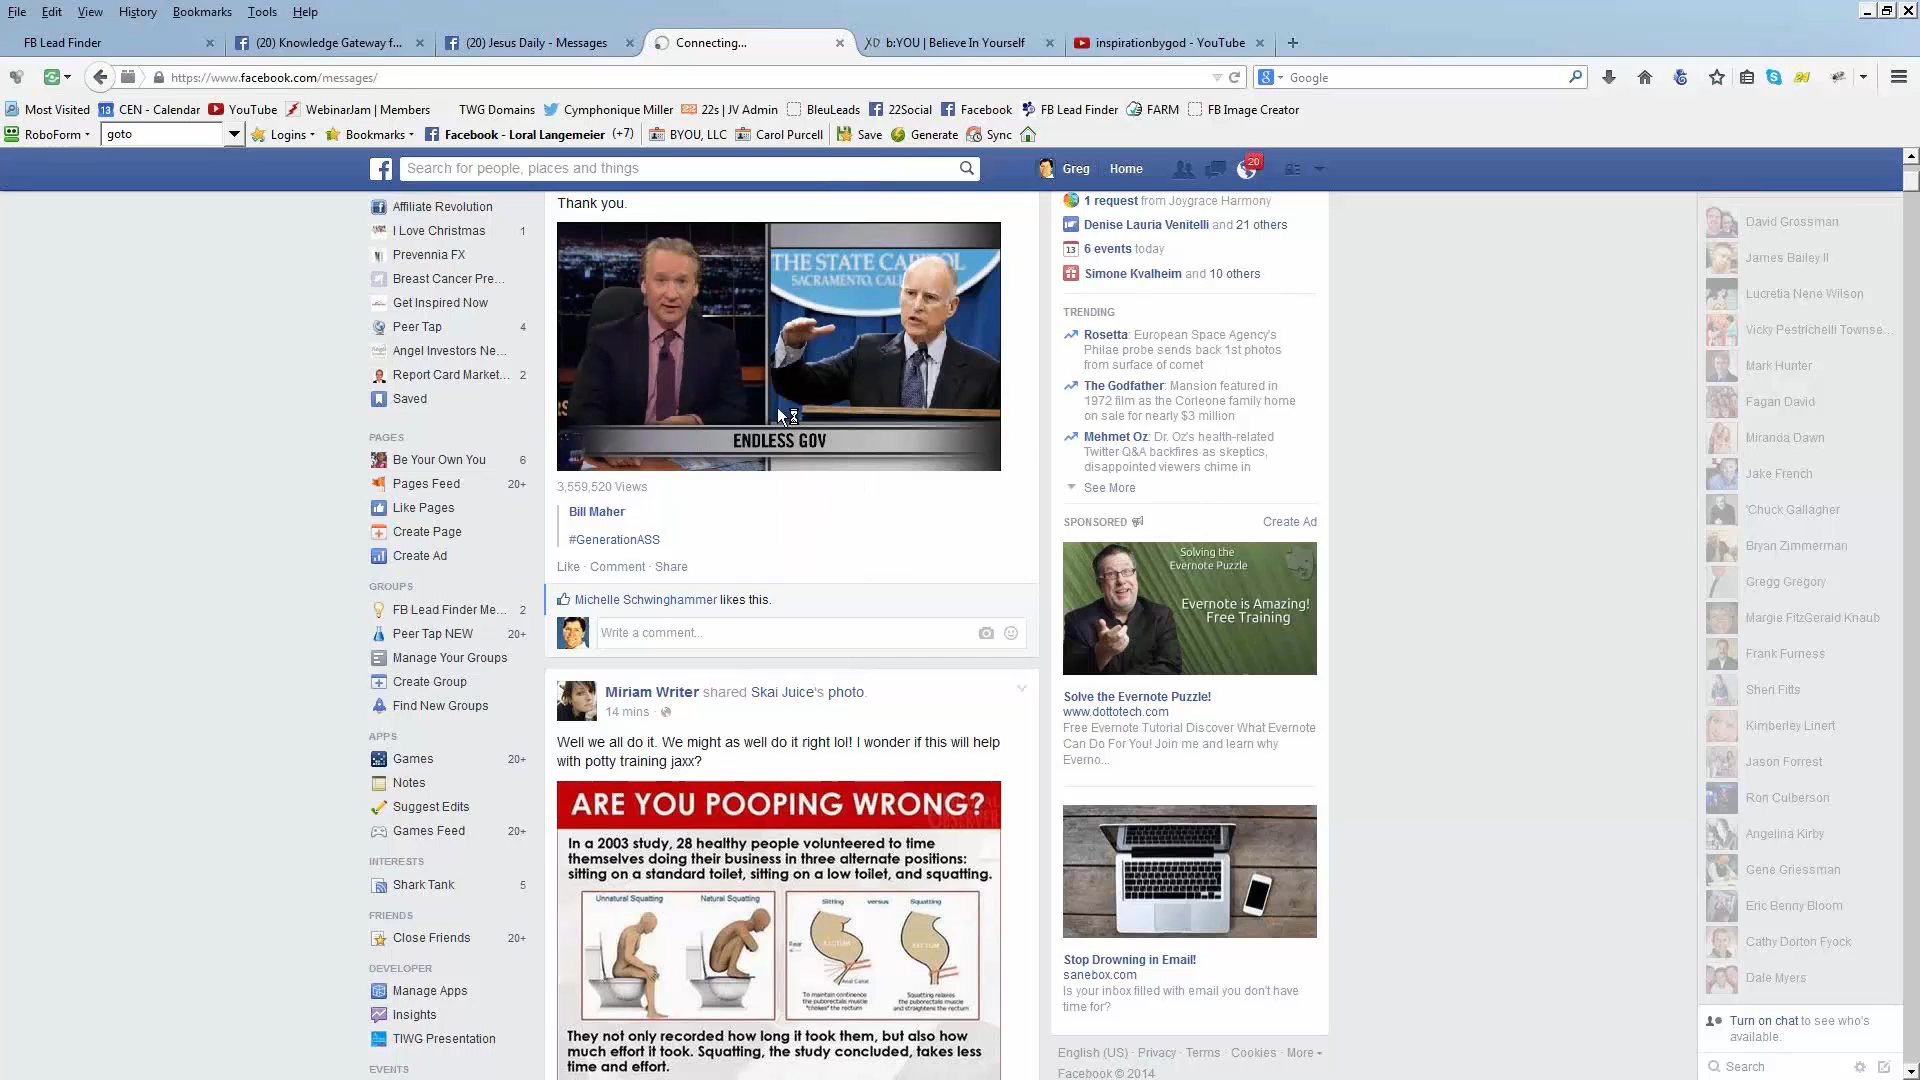 File Edit View History Bookmarks Tools Help
FB Lead Finder
(20) Knowledge Gateway f...
(20) Jesus Daily - Messages
Connecting...
b:YOU | Believe In Yourself
inspirationbygod - YouTube
https://www.facebook.com/messages/
Google
Most Visited CEN - Calendar YouTube WebinarJam | Members TWG Domains Cymphonique Miller 22s | JV Admin BleuLeads 22Social Facebook FB Lead Finder FARM FB Image Creator
RoboForm goto Logins Bookmarks Facebook - Loral Langemeier (+7) BYOU, LLC Carol Purcell Save Generate Sync
Search for people, places and things
Greg Home 20
Affiliate Revolution
I Love Christmas 1
Prevennia FX
Breast Cancer Pre...
Get Inspired Now
Peer Tap 4
Angel Investors Ne...
Report Card Market... 2
Saved
PAGES
Be Your Own You 6
Pages Feed 20+
Like Pages
Create Page
Create Ad
GROUPS
FB Lead Finder Me... 2
Peer Tap NEW 20+
Manage Your Groups
Create Group
Find New Groups
APPS
Games 20+
Notes
Suggest Edits
Games Feed 20+
INTERESTS
Shark Tank 5
FRIENDS
Close Friends 20+
DEVELOPER
Manage Apps
Insights
TIWG Presentation
EVENTS
Thank you.
THE STATE CAPITOL
SACRAMENTO, CAL
ENDLESS GOV
3,559,520 Views
Bill Maher
#GenerationASS
Like · Comment · Share
Michelle Schwinghammer likes this.
Write a comment...
Miriam Writer shared Skai Juice's photo.
14 mins ·
Well we all do it. We might as well do it right lol! I wonder if this will help
with potty training jaxx?
ARE YOU POOPING WRONG?
In a 2003 study, 28 healthy people volunteered to time
themselves doing their business in three alternate positions:
sitting on a standard toilet, sitting on a low toilet, and squatting.
Unnatural Squatting Natural Squatting
Sitting versus Squatting
RECTUM RECTUM
Anal Canal
To maintain continence
the puborectalis muscle
"chokes" the rectum
Squatting relaxes
the puborectalis muscle
and straightens the rectum
They not only recorded how long it took them, but also how
much effort it took. Squatting, the study concluded, takes less
time and effort.
1 request from Joygrace Harmony
Denise Lauria Venitelli and 21 others
13 6 events today
Simone Kvalheim and 10 others
TRENDING
Rosetta: European Space Agency's
Philae probe sends back 1st photos
from surface of comet
The Godfather: Mansion featured in
1972 film as the Corleone family home
on sale for nearly $3 million
Mehmet Oz: Dr. Oz's health-related
Twitter Q&A backfires as skeptics,
disappointed viewers chime in
See More
SPONSORED Create Ad
Solving the
Evernote Puzzle
Evernote is Amazing!
Free Training
Solve the Evernote Puzzle!
www.dottotech.com
Free Evernote Tutorial Discover What Evernote
Can Do For You! Join me and learn why
Everno...
Stop Drowning in Email!
sanebox.com
Is your inbox filled with email you don't have
time for?
English (US) · Privacy · Terms · Cookies · More
Facebook © 2014
David Grossman
James Bailey II
Lucretia Nene Wilson
Vicky Pestrichelli Townse...
Mark Hunter
Fagan David
Miranda Dawn
Jake French
'Chuck Gallagher
Bryan Zimmerman
Gregg Gregory
Margie FitzGerald Knaub
Frank Furness
Sheri Fitts
Kimberley Linert
Jason Forrest
Ron Culberson
Angelina Kirby
Gene Griessman
Eric Benny Bloom
Cathy Dorton Fyock
Dale Myers
Turn on chat to see who's
available.
Search